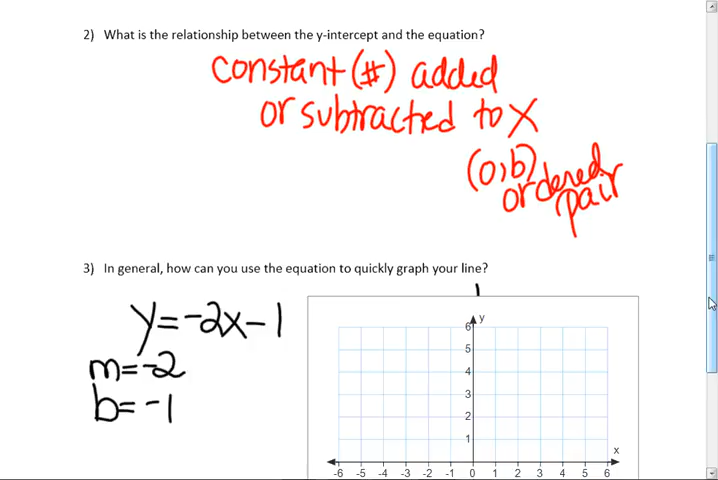 2) What is the relationship between the y-intercept and the equation?
constant (#) added
or subtracted to X
(0,b)
ordered
pair
3) In general, how can you use the equation to quickly graph your line?
y=-2x-1
m=-2
b=-1
y
6
5
4
3
2
1
x
-6 -5 -4 -3 -2 -1 0 1 2 3 4 5 6